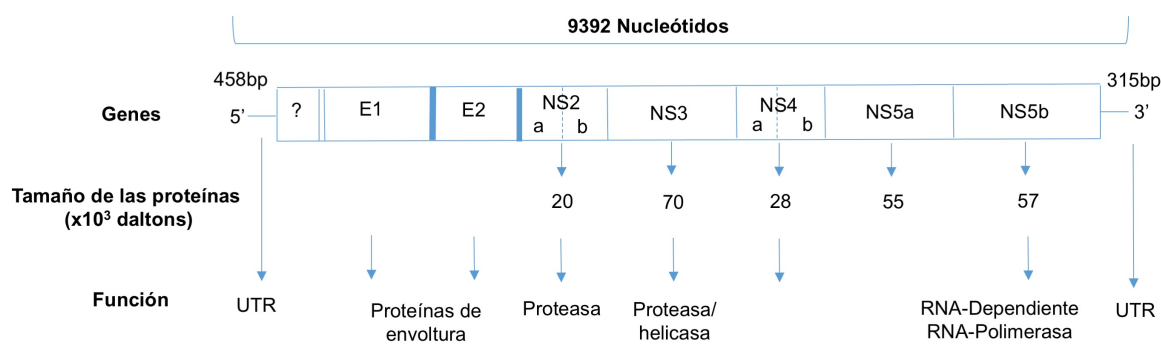 9392 Nucleótidos
458bp
315bp
Genes
5’
?
E1
E2
NS2
a
b
NS3
NS4
a
b
NS5a
NS5b
3’
Tamaño de las proteínas
(x10³ daltons)
20
70
28
55
57
Función
UTR
Proteínas de
envoltura
Proteasa
Proteasa/
helicasa
RNA-Dependiente
RNA-Polimerasa
UTR